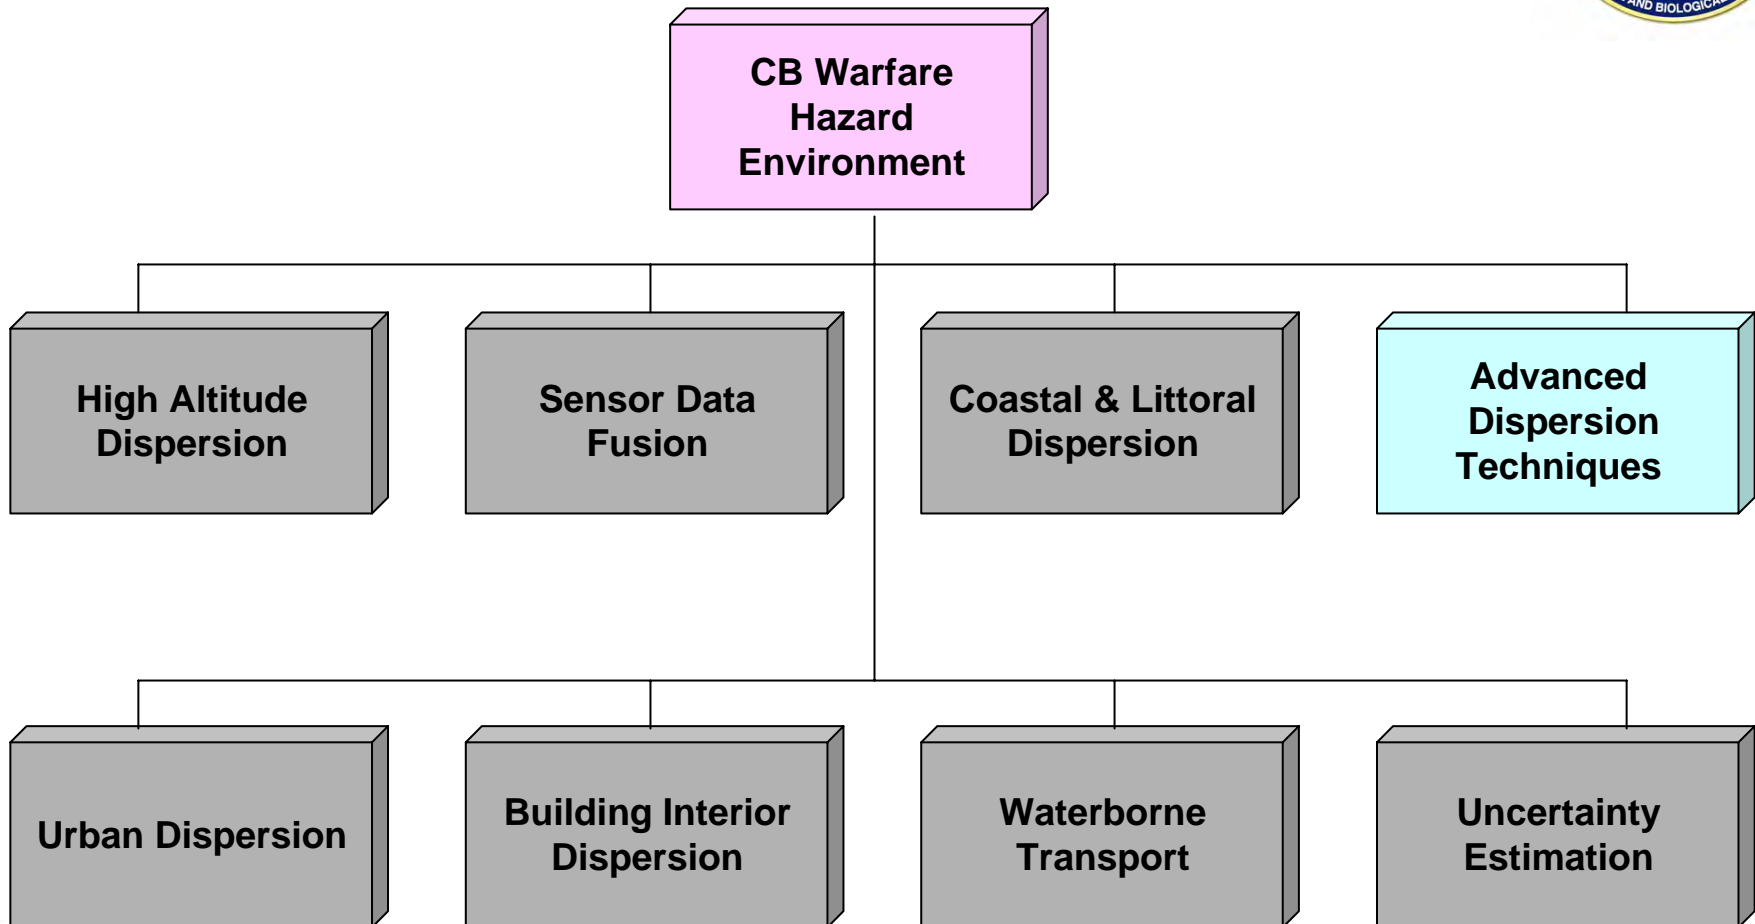 AND BIOLOGICAL
CB Warfare
Hazard
Environment
High Altitude
Dispersion
Sensor Data
Fusion
Coastal & Littoral
Dispersion
Advanced
Dispersion
Techniques
Urban Dispersion
Building Interior
Dispersion
Waterborne
Transport
Uncertainty
Estimation